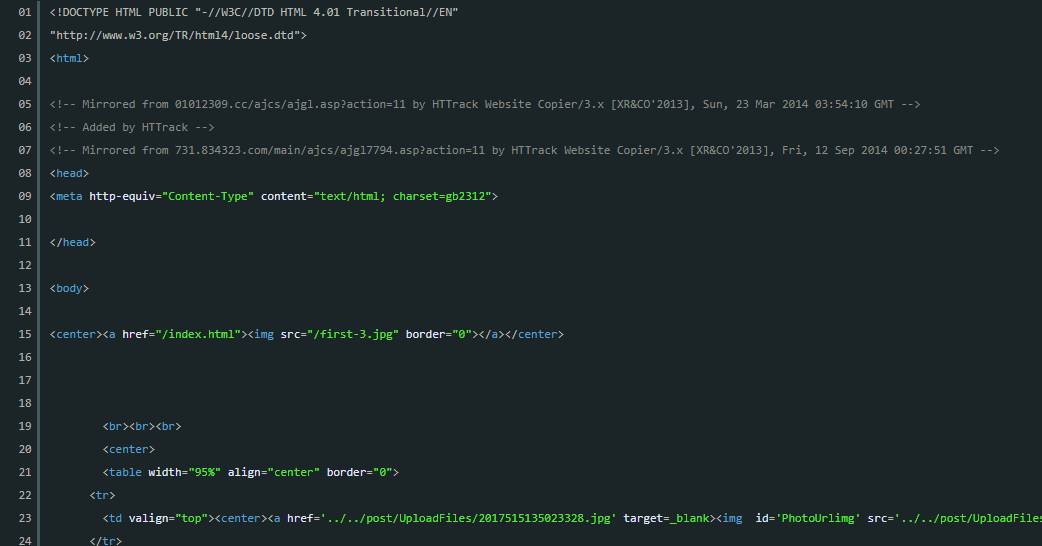 01 <!DOCTYPE HTML PUBLIC "-//W3C//DTD HTML 4.01 Transitional//EN"
02 "http://www.w3.org/TR/html4/loose.dtd">
03 <html>
04
05 <!-- Mirrored from 01012309.cc/ajcs/ajgl.asp?action=11 by HTTrack Website Copier/3.x [XR&CO'2013], Sun, 23 Mar 2014 03:54:10 GMT -->
06 <!-- Added by HTTrack -->
07 <!-- Mirrored from 731.834323.com/main/ajcs/ajgl7794.asp?action=11 by HTTrack Website Copier/3.x [XR&CO'2013], Fri, 12 Sep 2014 00:27:51 GMT -->
08 <head>
09 <meta http-equiv="Content-Type" content="text/html; charset=gb2312">
10
11 </head>
12
13 <body>
14
15 <center><a href="/index.html"><img src="/first-3.jpg" border="0"></a></center>
16
17
18
19 <br><br><br>
20 <center>
21 <table width="95%" align="center" border="0">
22 <tr>
23 <td valign="top"><center><a href='../../post/UploadFiles/2017515135023328.jpg' target=_blank><img  id='PhotoUrlimg' src='../../post/UploadFiles
24 </tr>